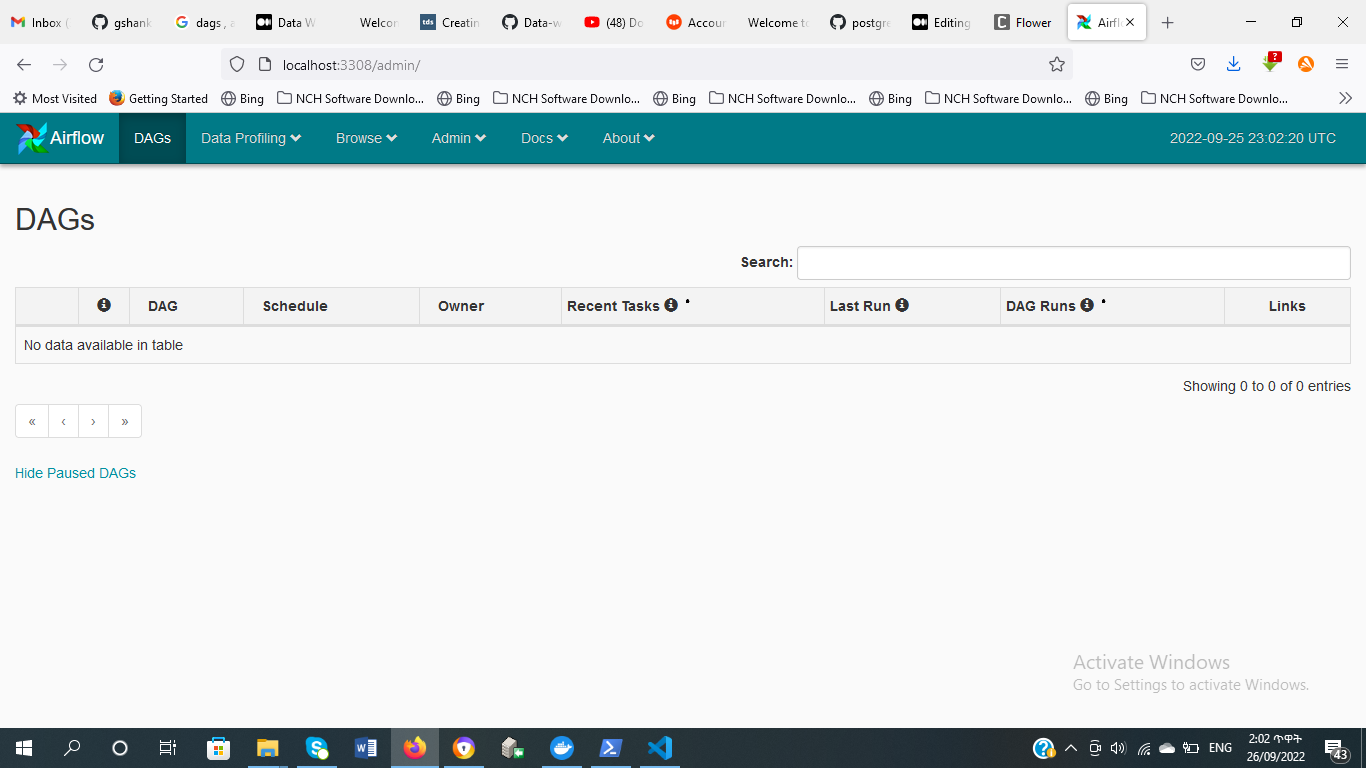 Inbox (
gshank
dags , a
Data W
Welcon
tds Creatin
Data-w
(48) Do
Accour
Welcome to
postgre
Editing
C Flower
Airfl
localhost:3308/admin/
Most Visited Getting Started Bing NCH Software Downlo... Bing NCH Software Downlo... Bing NCH Software Downlo... Bing NCH Software Downlo... Bing NCH Software Downlo...
Airflow DAGs Data Profiling Browse Admin Docs About 2022-09-25 23:02:20 UTC
DAGs
Search:
DAG Schedule Owner Recent Tasks Last Run DAG Runs Links
No data available in table
Showing 0 to 0 of 0 entries
« ‹ › »
Hide Paused DAGs
Activate Windows
Go to Settings to activate Windows.
ENG
2:02 ጥዋት
26/09/2022
43